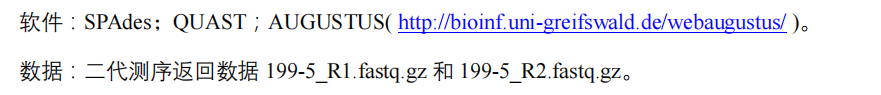 软件：SPAdes；QUAST；AUGUSTUS( http://bioinf.uni-greifswald.de/webaugustus/ )。
数据：二代测序返回数据 199-5_R1.fastq.gz 和 199-5_R2.fastq.gz。